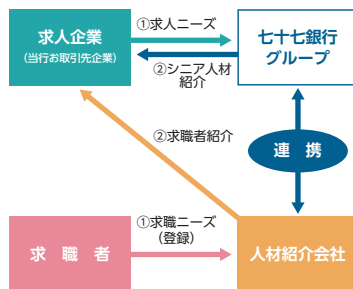 求人企業
(当行お取引先企業)
①求人ニーズ
七十七銀行
グループ
②シニア人材
紹介
②求職者紹介
連 携
①求職ニーズ
(登録)
求 職 者
人材紹介会社